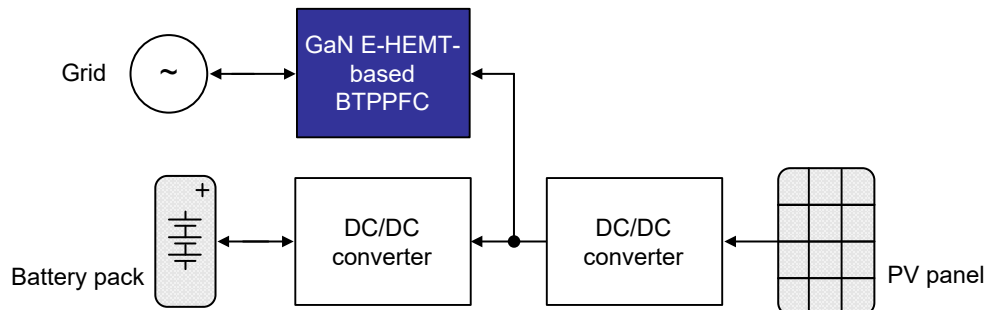 GaN E-HEMT-
based
BTPPFC
Grid
~
+
DC/DC
converter
DC/DC
converter
Battery pack
PV panel